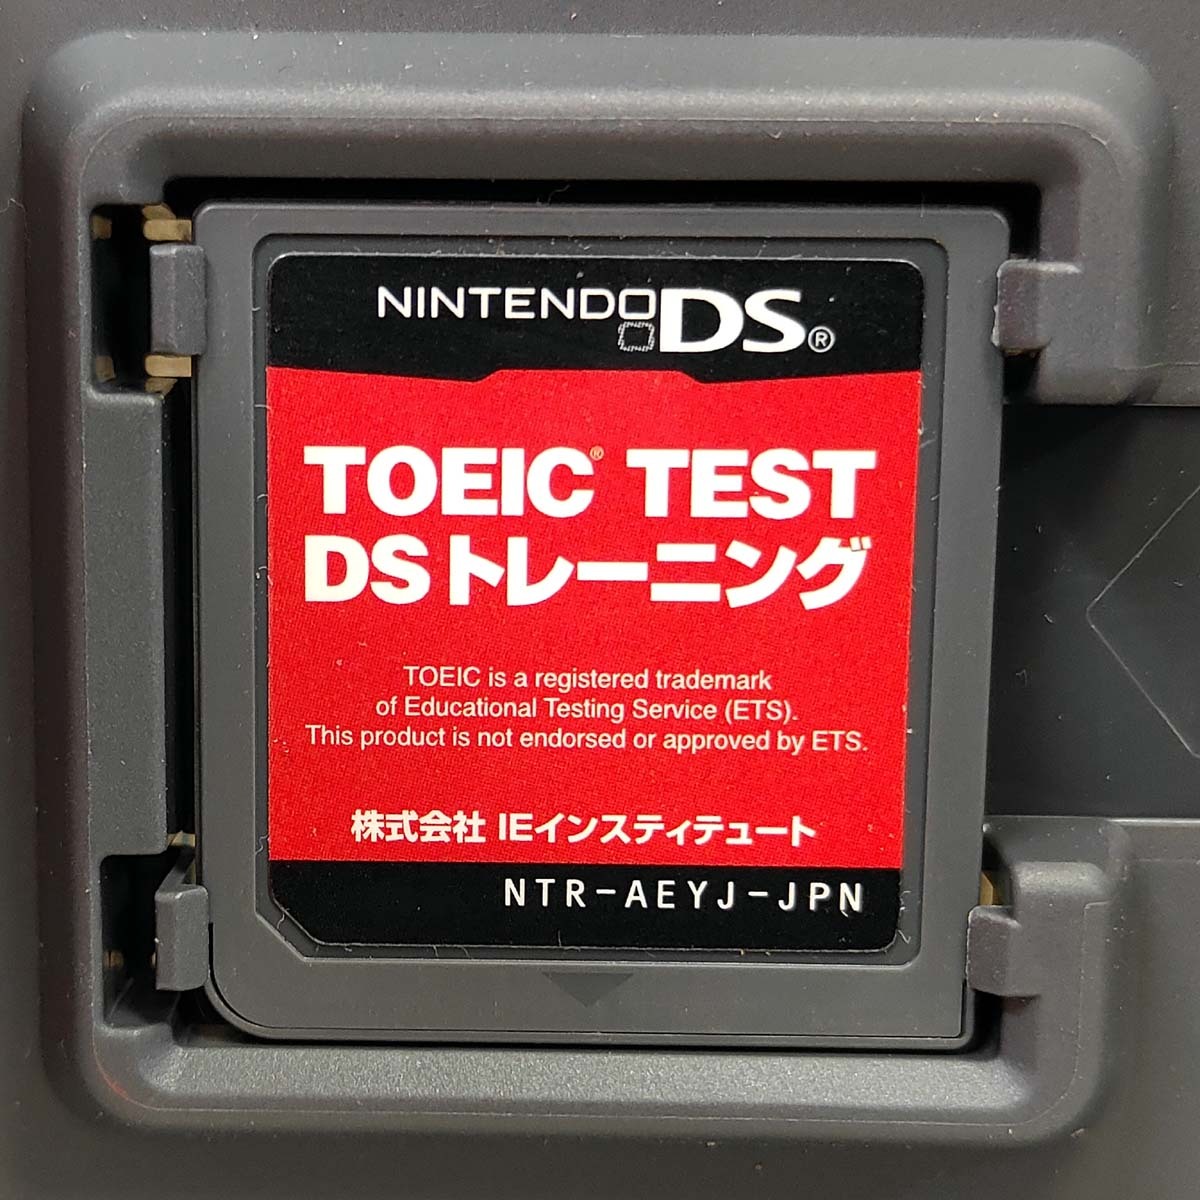 NINTENDO DS®
TOEIC® TEST
DSトレーニング
TOEIC is a registered trademark
of Educational Testing Service (ETS).
This product is not endorsed or approved by ETS.
株式会社 IEインスティテュート
NTR-AEYJ-JPN